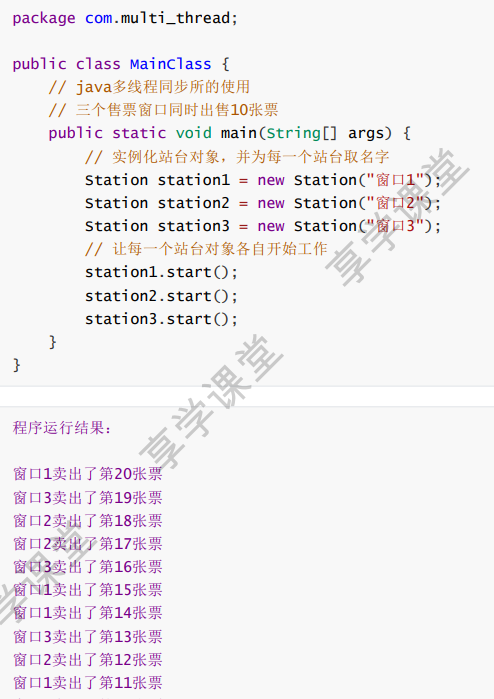 package com.multi_thread;
public class MainClass {
// java多线程同步所的使用
// 三个售票窗口同时出售10张票
public static void main(String[] args) {
// 实例化站台对象，并为每一个站台取名字
Station station1 = new Station("窗口1");
Station station2 = new Station("窗口2");
Station station3 = new Station("窗口3");
// 让每一个站台对象各自开始工作
station1.start();
station2.start();
station3.start();
}
}
享学课堂
程序运行结果：
享学课堂
窗口1卖出了第20张票
窗口3卖出了第19张票
窗口2卖出了第18张票
窗口2卖出了第17张票
窗口3卖出了第16张票
窗口1卖出了第15张票
窗口1卖出了第14张票
窗口3卖出了第13张票
窗口2卖出了第12张票
窗口1卖出了第11张票
享学课堂